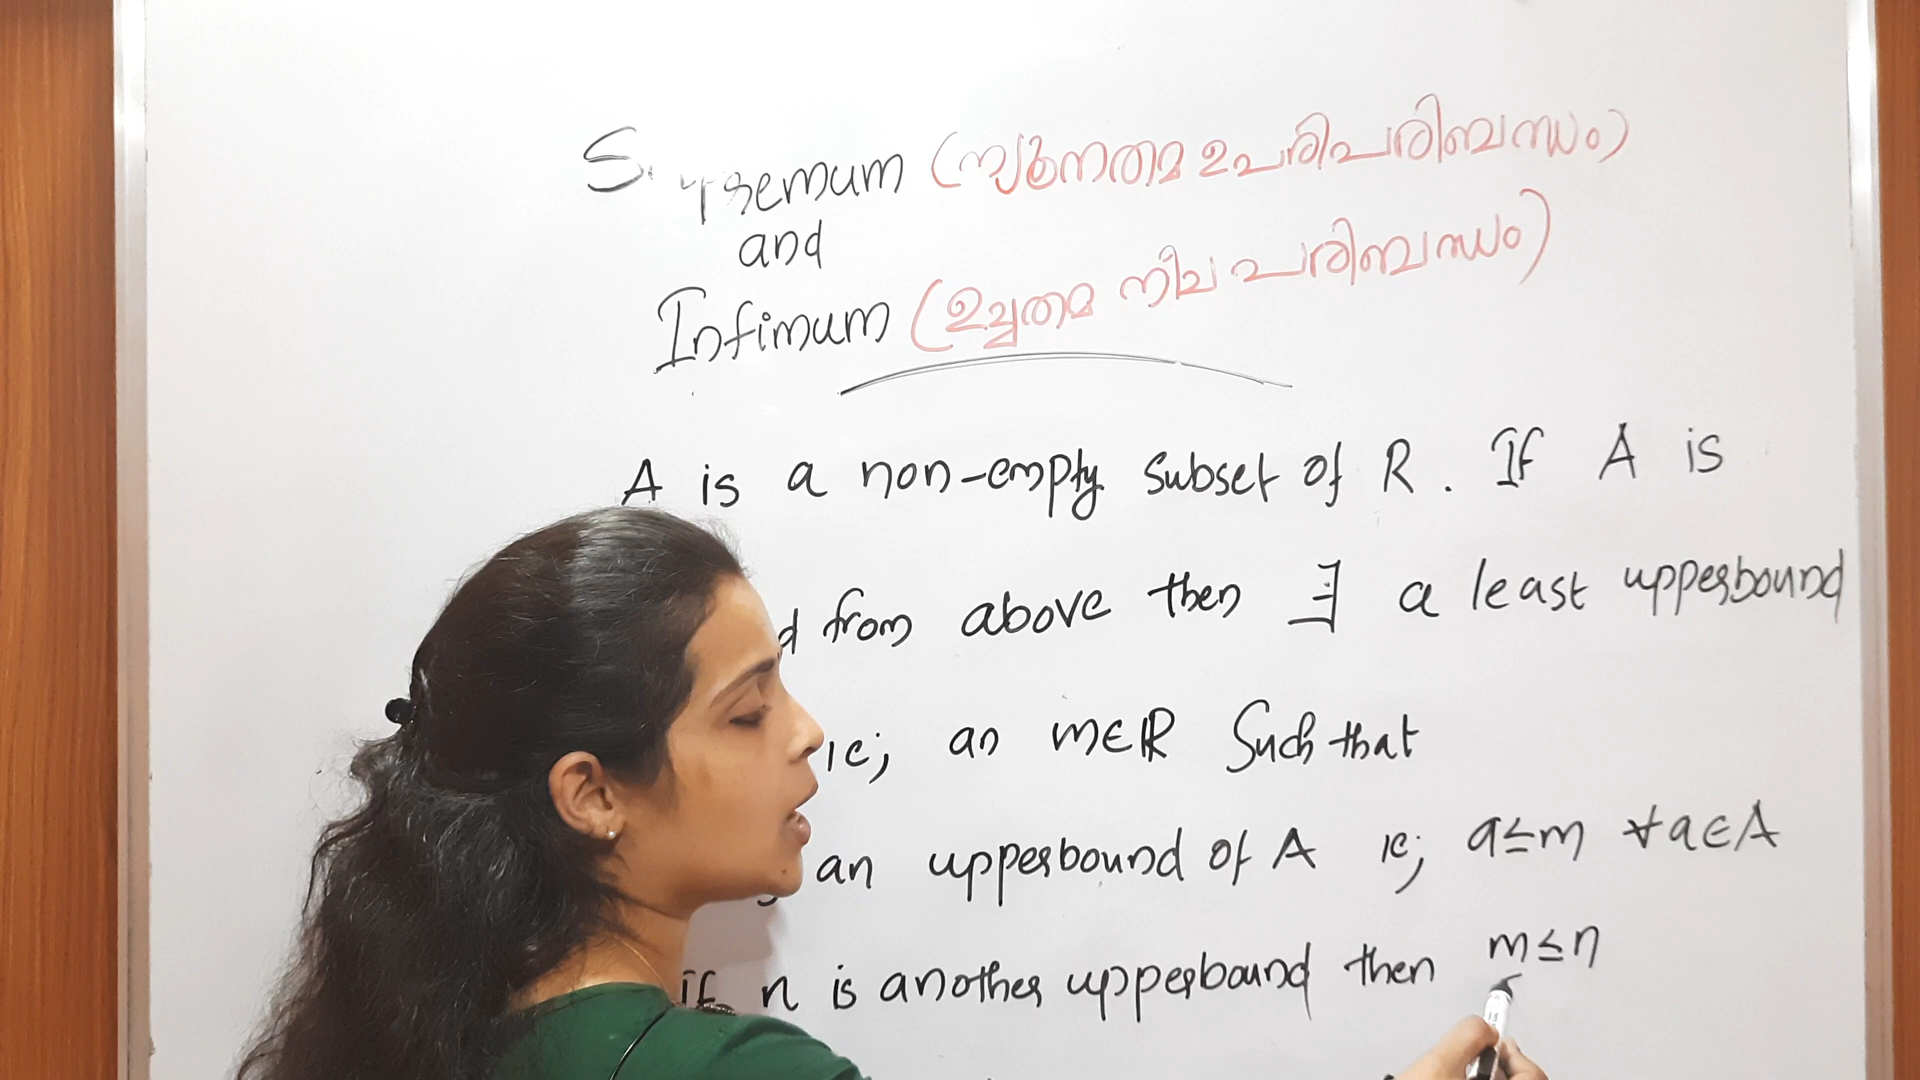 Supremum (ന്യൂനതമ ഉപരിപരിബന്ധം)
and
Infimum (ഉച്ചതമ നീച പരിബന്ധം)
A is a non-empty subset of R. If A is
d from above then ∃ a least upperbound
ie; an m∈ℝ Such that
an upperbound of A ie; a≤m ∀a∈A
If n is another upperbound then m≤n